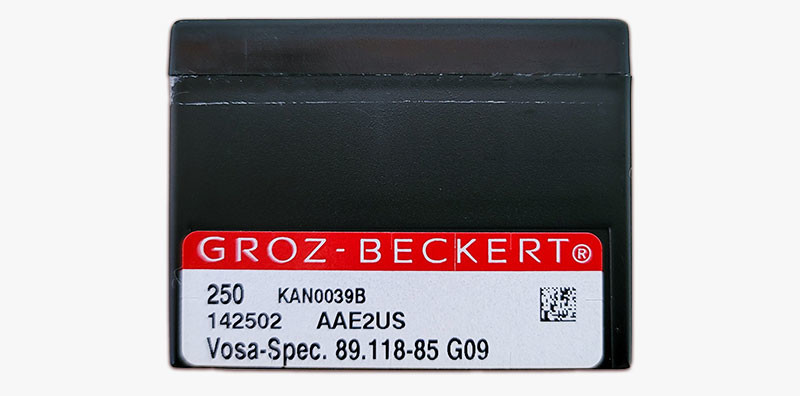 GROZ-BECKERT®
250 KAN0039B
142502 AAE2US
Vosa-Spec. 89.118-85 G09